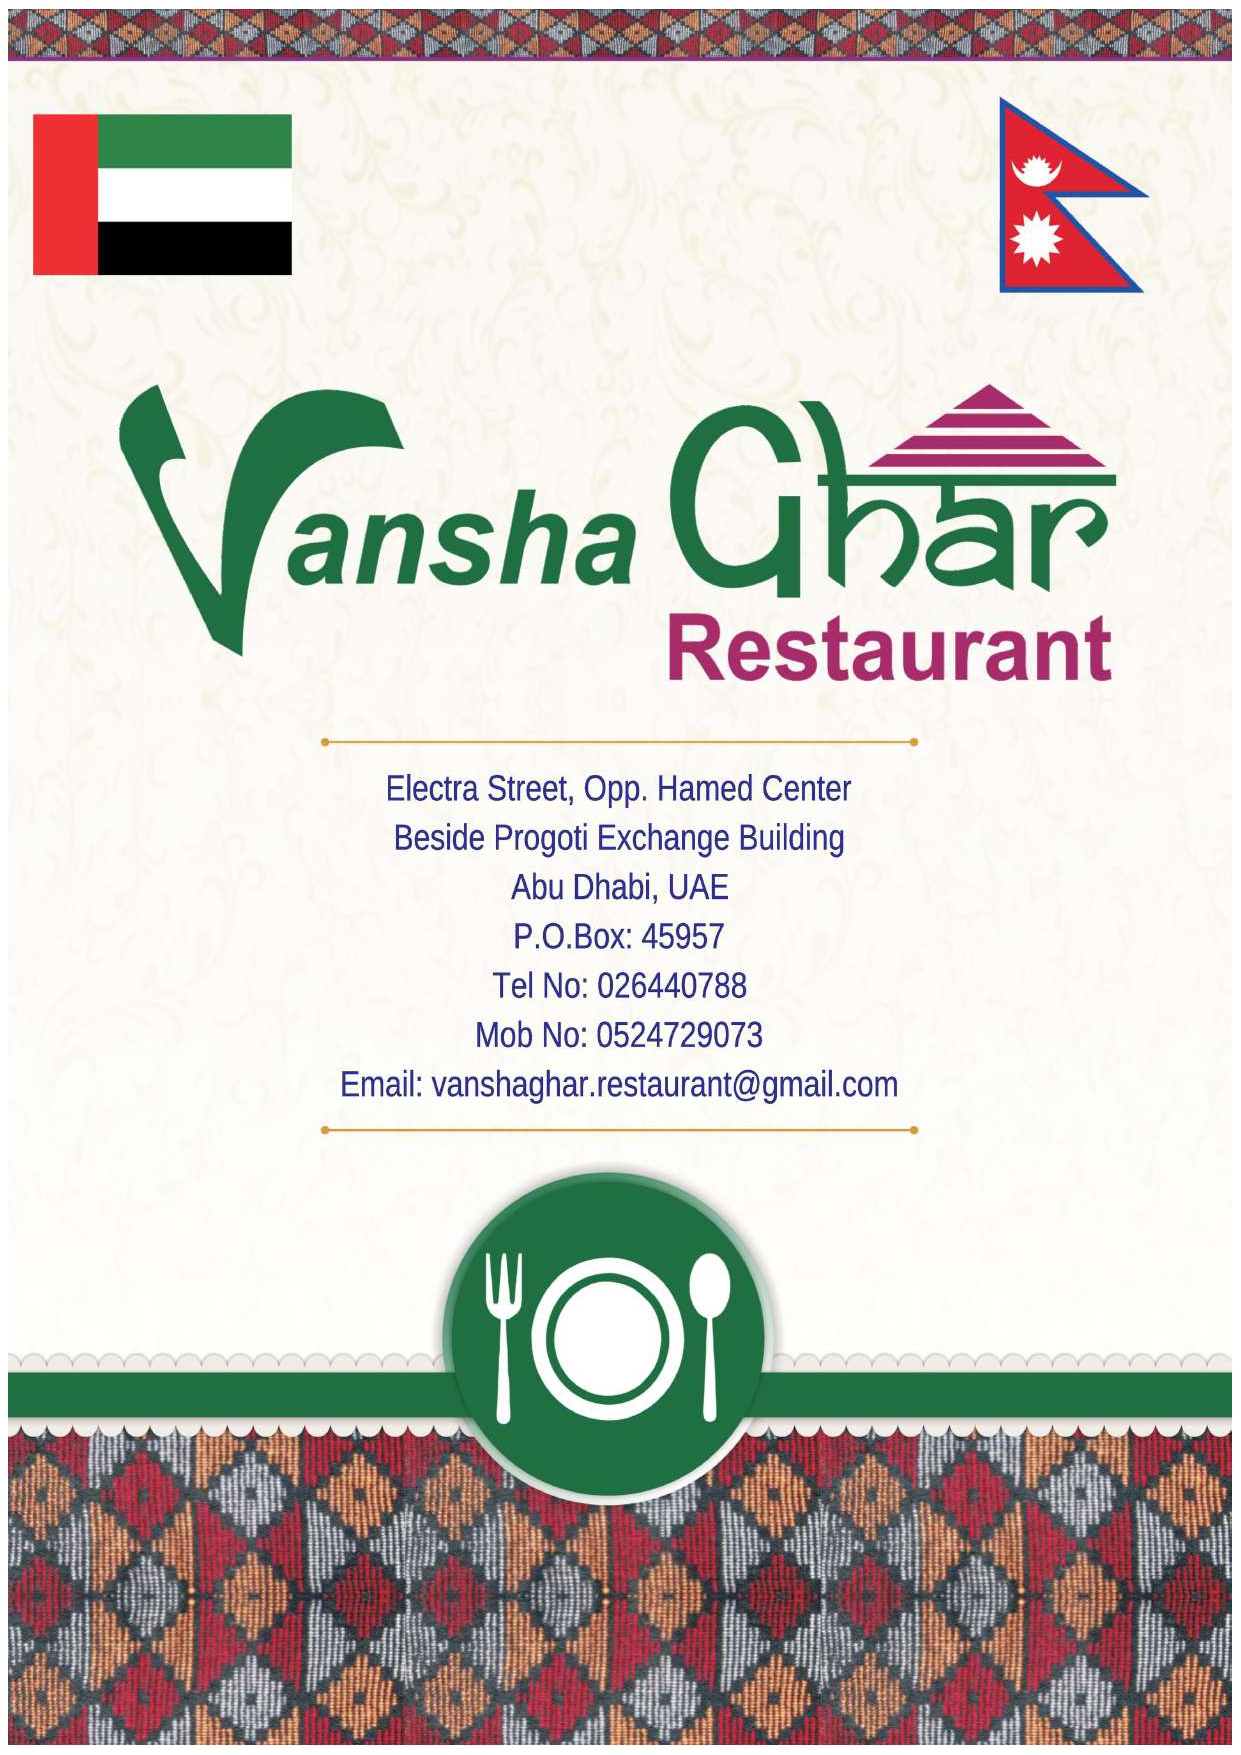 Vansha Ghar
Restaurant
Electra Street, Opp. Hamed Center
Beside Progoti Exchange Building
Abu Dhabi, UAE
P.O.Box: 45957
Tel No: 026440788
Mob No: 0524729073
Email: vanshaghar.restaurant@gmail.com